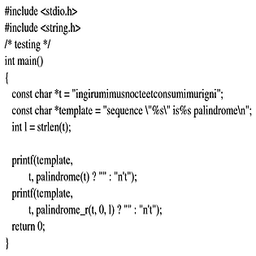 #include <stdio.h>
#include <string.h>
/* testing */
int main()
{
const char *t = "ingirumimusnocteetconsumimurigni";
const char *template = "sequence \"%s\" is%s palindrome\n";
int l = strlen(t);
printf(template,
t, palindrome(t) ? "" : "n't");
printf(template,
t, palindrome_r(t, 0, l) ? "" : "n't");
return 0;
}